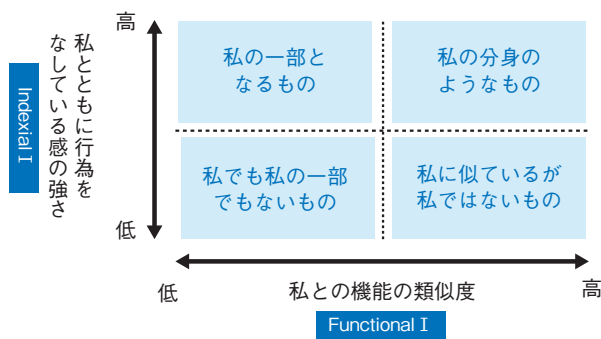 高
私の一部と
なるもの
私の分身の
ようなもの
私とともに行為を
なしている感の強さ
Indexial I
私でも私の一部
でもないもの
私に似ているが
私ではないもの
低
低
私との機能の類似度
高
Functional I